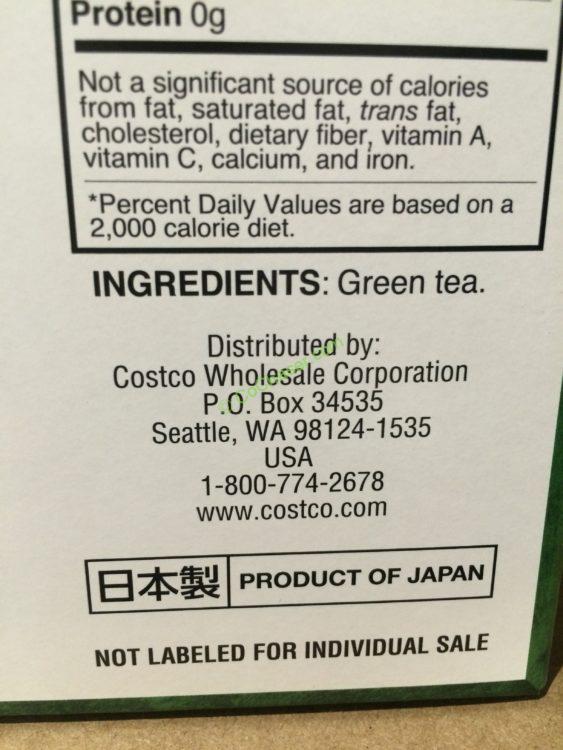 Protein 0g
Not a significant source of calories
from fat, saturated fat, trans fat,
cholesterol, dietary fiber, vitamin A,
vitamin C, calcium, and iron.
*Percent Daily Values are based on a
2,000 calorie diet.
INGREDIENTS: Green tea.
Distributed by:
Costco Wholesale Corporation
P.O. Box 34535
Seattle, WA 98124-1535
USA
1-800-774-2678
www.costco.com
日本製 PRODUCT OF JAPAN
NOT LABELED FOR INDIVIDUAL SALE